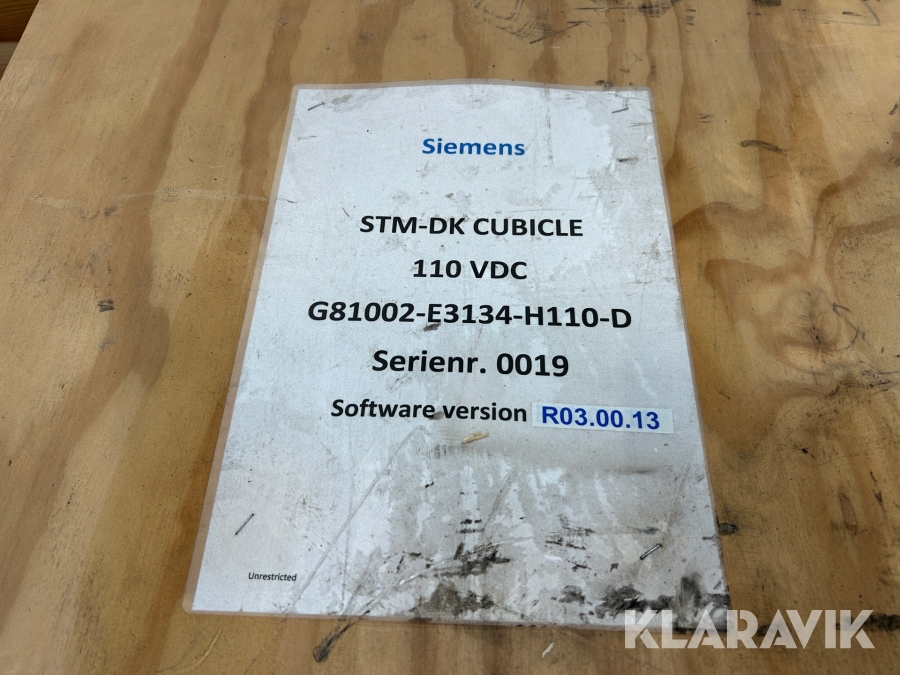 Siemens
STM-DK CUBICLE
110 VDC
G81002-E3134-H110-D
Serienr. 0019
Software version R03.00.13
Unrestricted
KLARAVIK